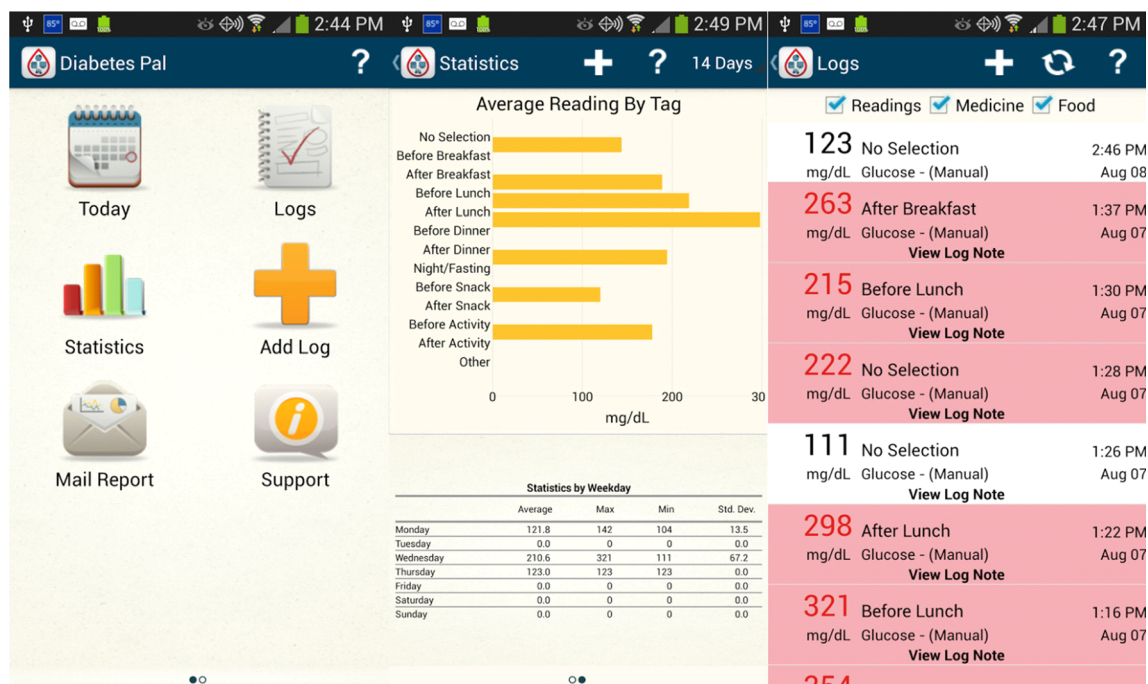 85°
2:44 PM
Diabetes Pal
?
Today
Logs
Statistics
Add Log
Mail Report
Support
85°
2:49 PM
Statistics
?
14 Days
Average Reading By Tag
No Selection
Before Breakfast
After Breakfast
Before Lunch
After Lunch
Before Dinner
After Dinner
Night/Fasting
Before Snack
After Snack
Before Activity
After Activity
Other
0 100 200 30
mg/dL
Statistics by Weekday
Average Max Min Std. Dev.
Monday 121.8 142 104 13.5
Tuesday 0.0 0 0 0.0
Wednesday 210.6 321 111 67.2
Thursday 123.0 123 123 0.0
Friday 0.0 0 0 0.0
Saturday 0.0 0 0 0.0
Sunday 0.0 0 0 0.0
85°
2:47 PM
Logs
?
Readings Medicine Food
123 No Selection 2:46 PM
mg/dL Glucose - (Manual) Aug 08
263 After Breakfast 1:37 PM
mg/dL Glucose - (Manual) Aug 07
View Log Note
215 Before Lunch 1:30 PM
mg/dL Glucose - (Manual) Aug 07
View Log Note
222 No Selection 1:28 PM
mg/dL Glucose - (Manual) Aug 07
View Log Note
111 No Selection 1:26 PM
mg/dL Glucose - (Manual) Aug 07
View Log Note
298 After Lunch 1:22 PM
mg/dL Glucose - (Manual) Aug 07
View Log Note
321 Before Lunch 1:16 PM
mg/dL Glucose - (Manual) Aug 07
View Log Note